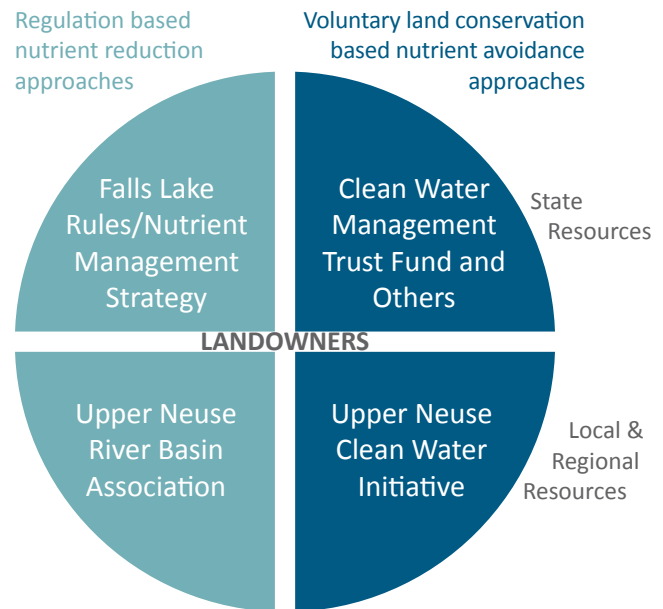 Regulation based
nutrient reduction
approaches
Voluntary land conservation
based nutrient avoidance
approaches
Falls Lake
Rules/Nutrient
Management
Strategy
Clean Water
Management
Trust Fund and
Others
State
Resources
LANDOWNERS
Upper Neuse
River Basin
Association
Upper Neuse
Clean Water
Initiative
Local &
Regional
Resources